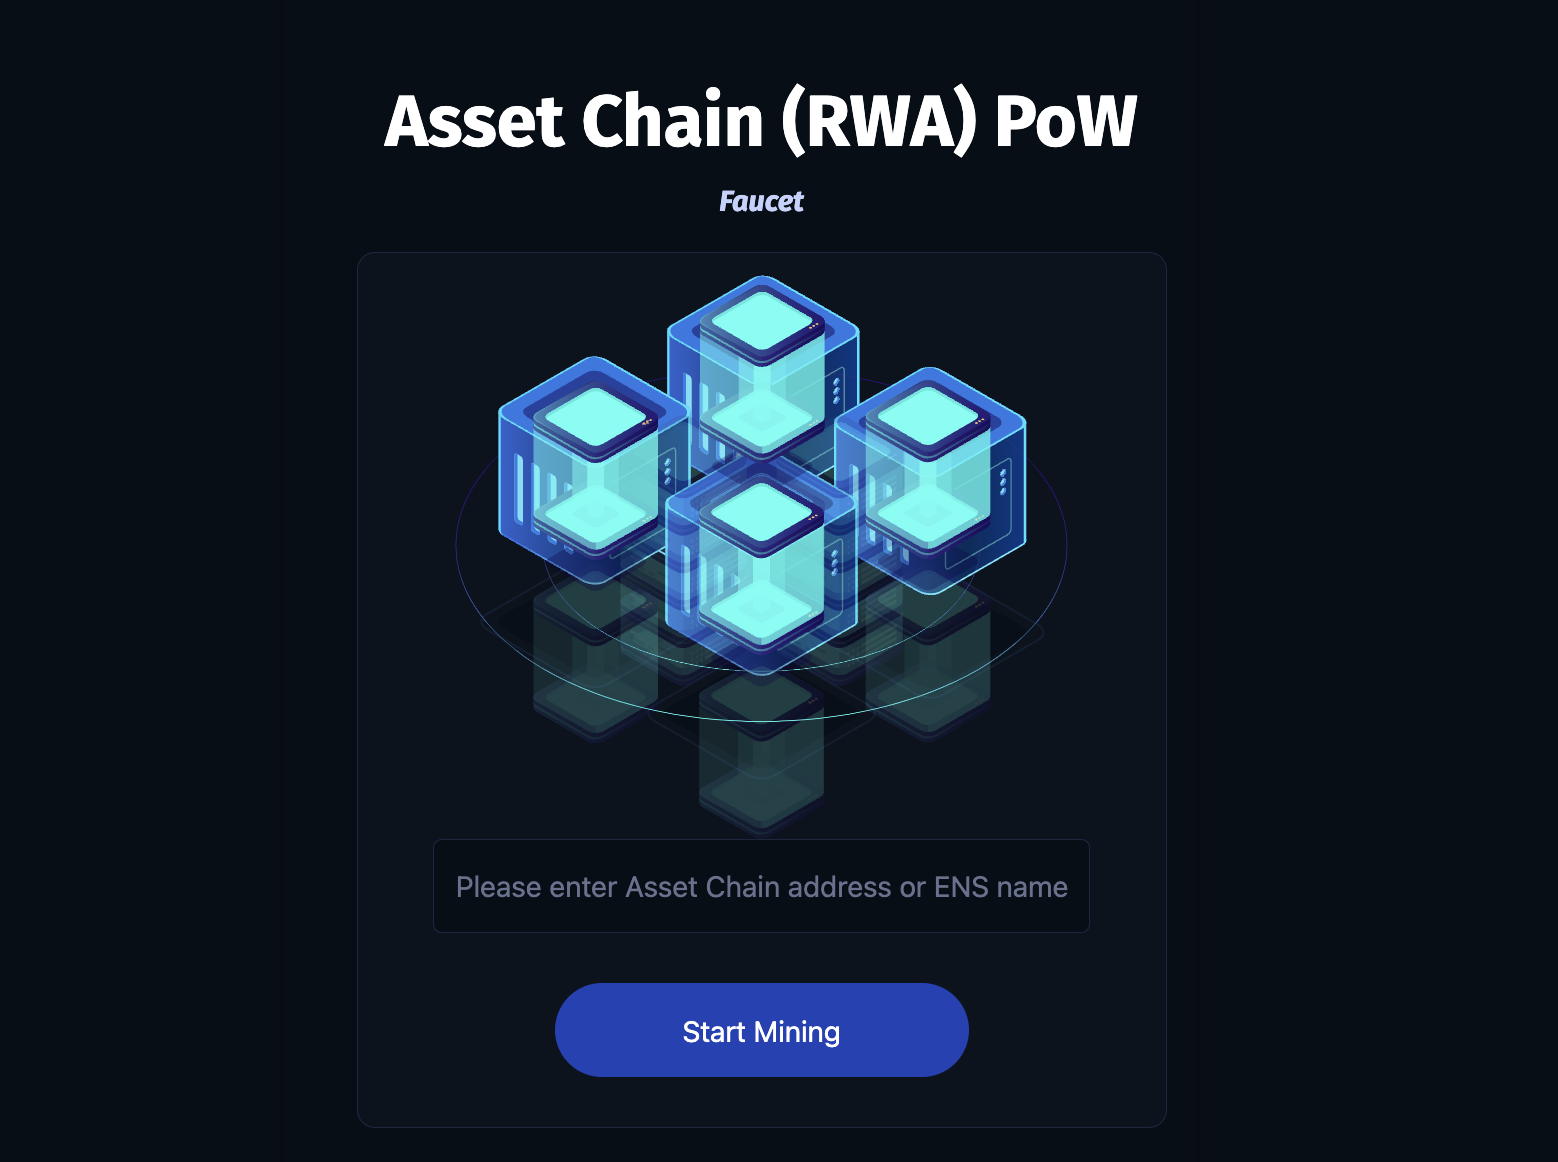 Asset Chain (RWA) PoW
Faucet
Please enter Asset Chain address or ENS name
Start Mining